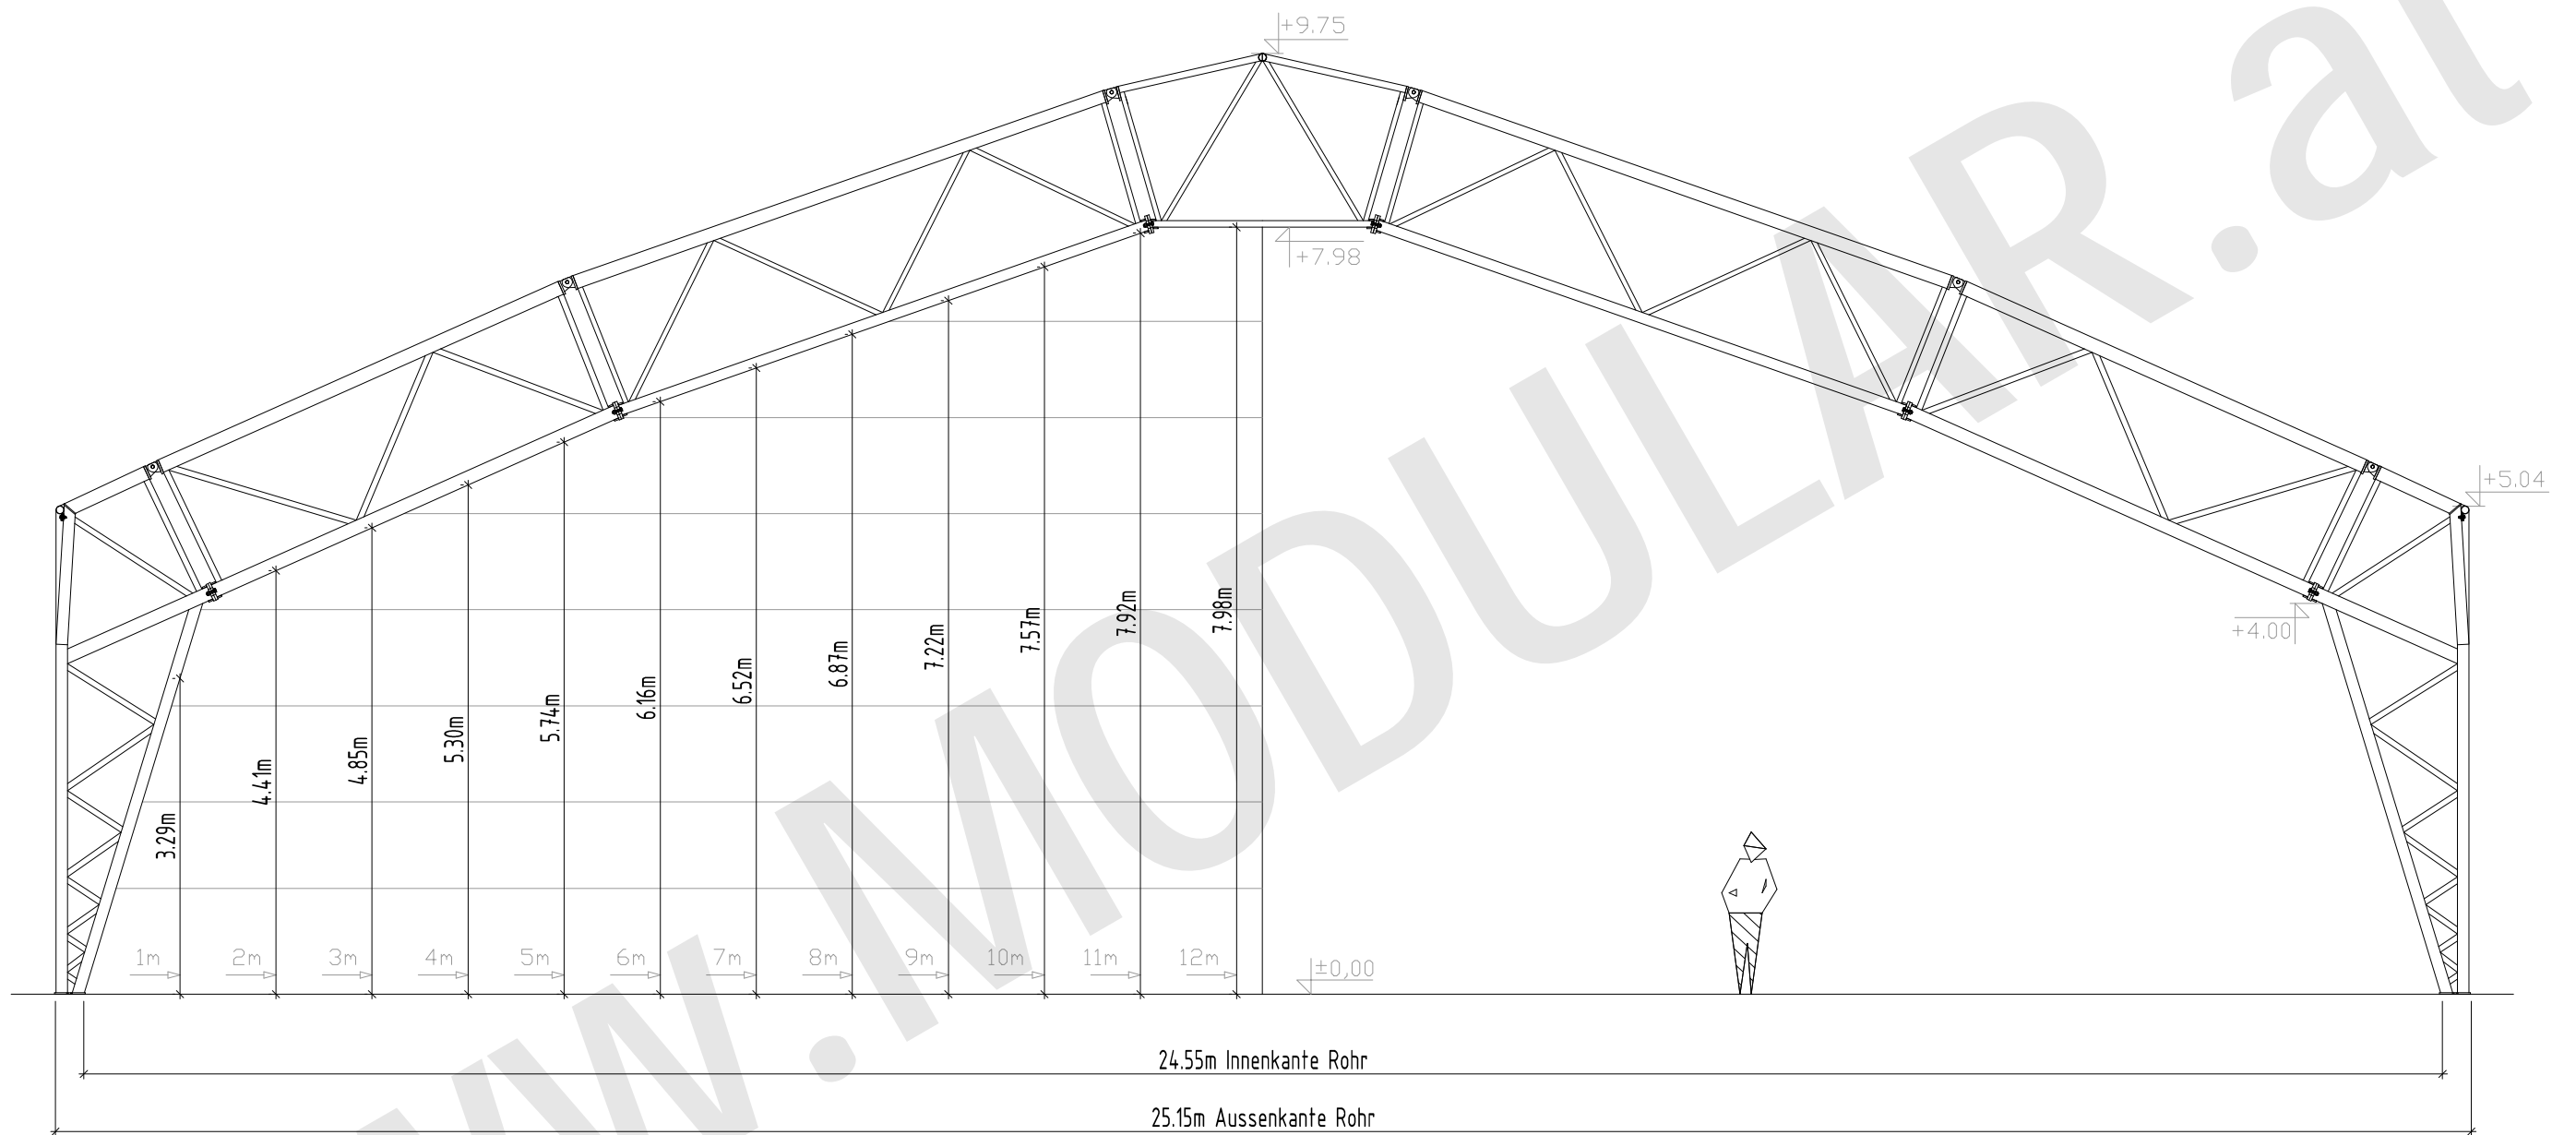 +9.75
+7.98
+5.04
+4.00
3.29m
4.41m
4.85m
5.30m
5.74m
6.16m
6.52m
6.87m
7.22m
7.57m
7.92m
7.98m
1m
2m
3m
4m
5m
6m
7m
8m
9m
10m
11m
12m
±0,00
24.55m Innenkante Rohr
25.15m Aussenkante Rohr
w.MODULAR.at